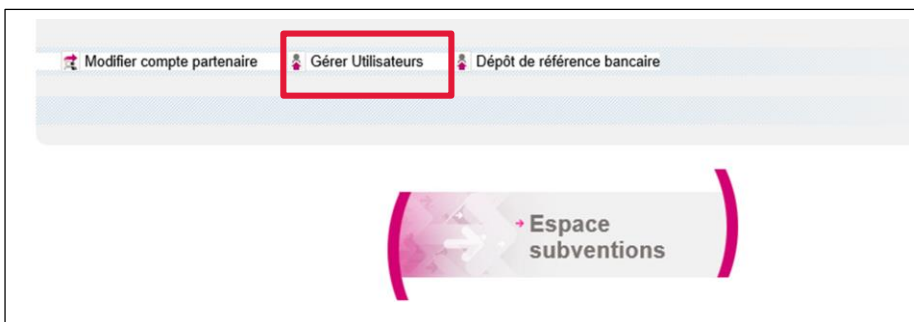 Modifier compte partenaire Gérer Utilisateurs Dépôt de référence bancaire
Espace
subventions